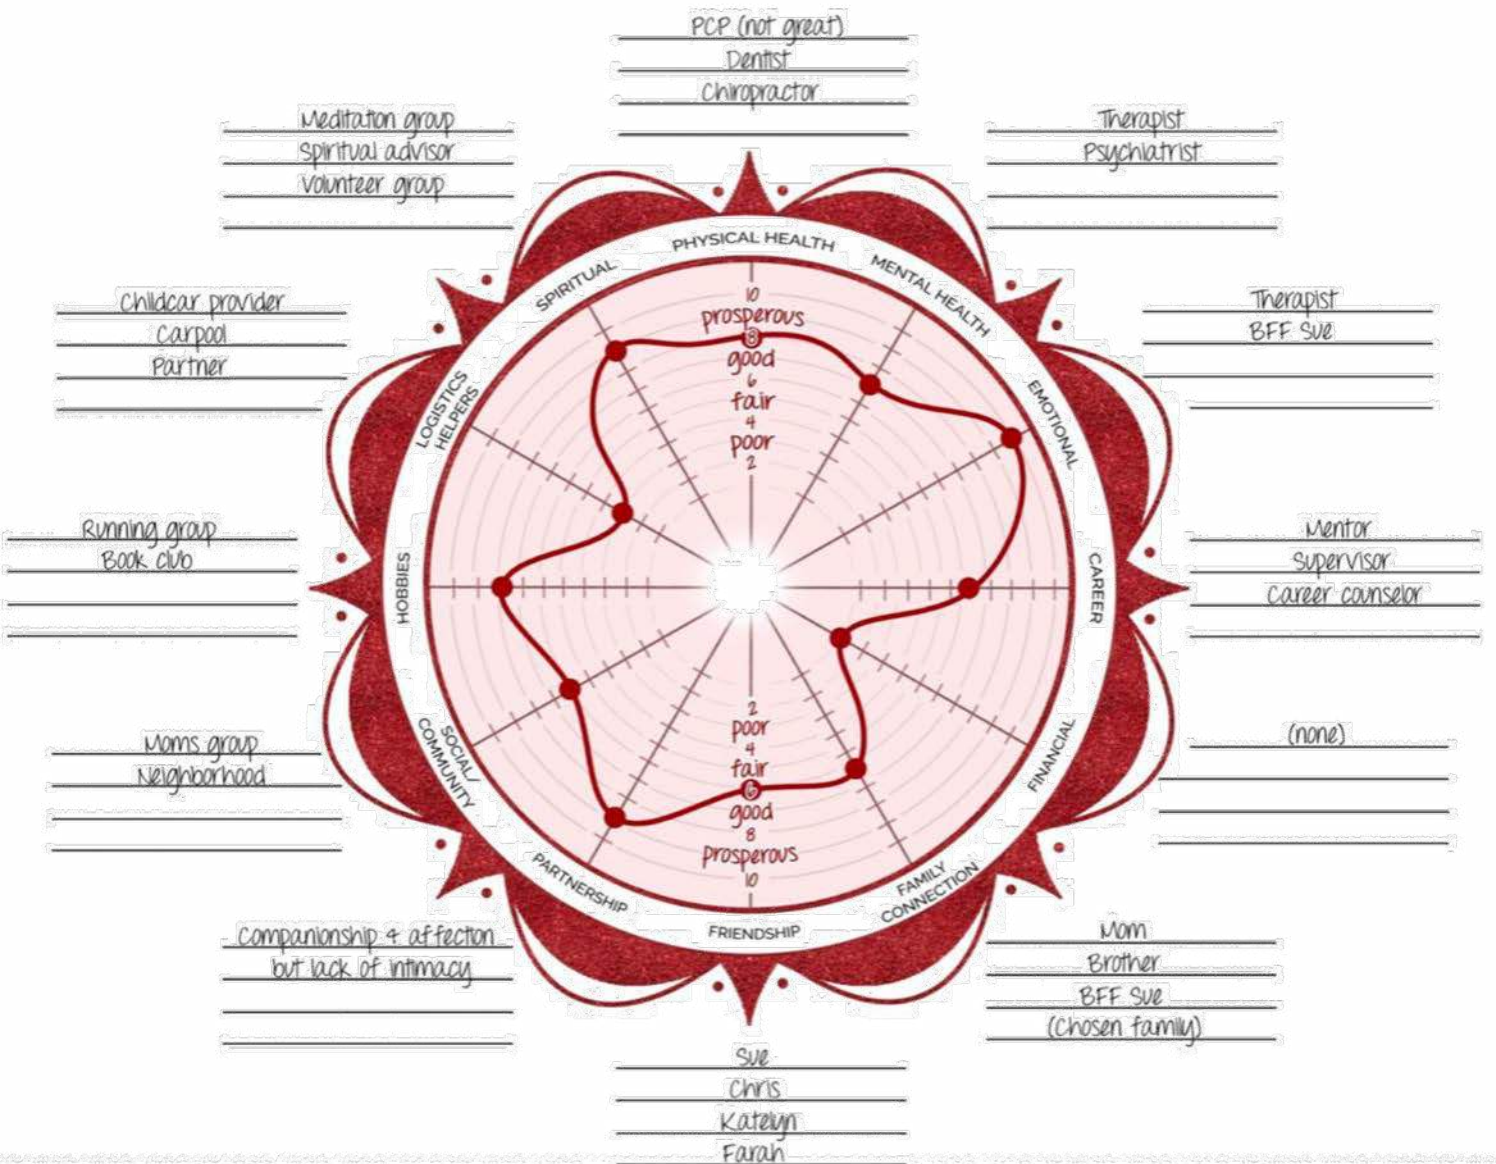 PCP (not great)
Dentist
Chiropractor
Meditation group
Spiritual advisor
Volunteer group
Therapist
Psychiatrist
PHYSICAL HEALTH
SPIRITUAL
MENTAL HEALTH
Childcar provider
Carpool
Partner
Therapist
BFF Sue
10
prosperous
8
good
6
fair
4
poor
2
LOGISTICS
HELPERS
EMOTIONAL
Running group
Book club
HOBBIES
CAREER
Mentor
Supervisor
Career counselor
2
poor
4
fair
6
good
8
prosperous
10
Moms group
Neighborhood
SOCIAL/
COMMUNITY
FINANCIAL
(none)
PARTNERSHIP
FAMILY
CONNECTION
FRIENDSHIP
Companionship & affection
but lack of intimacy
Mom
Brother
BFF Sue
(Chosen family)
Sue
Chris
Katelyn
Farah